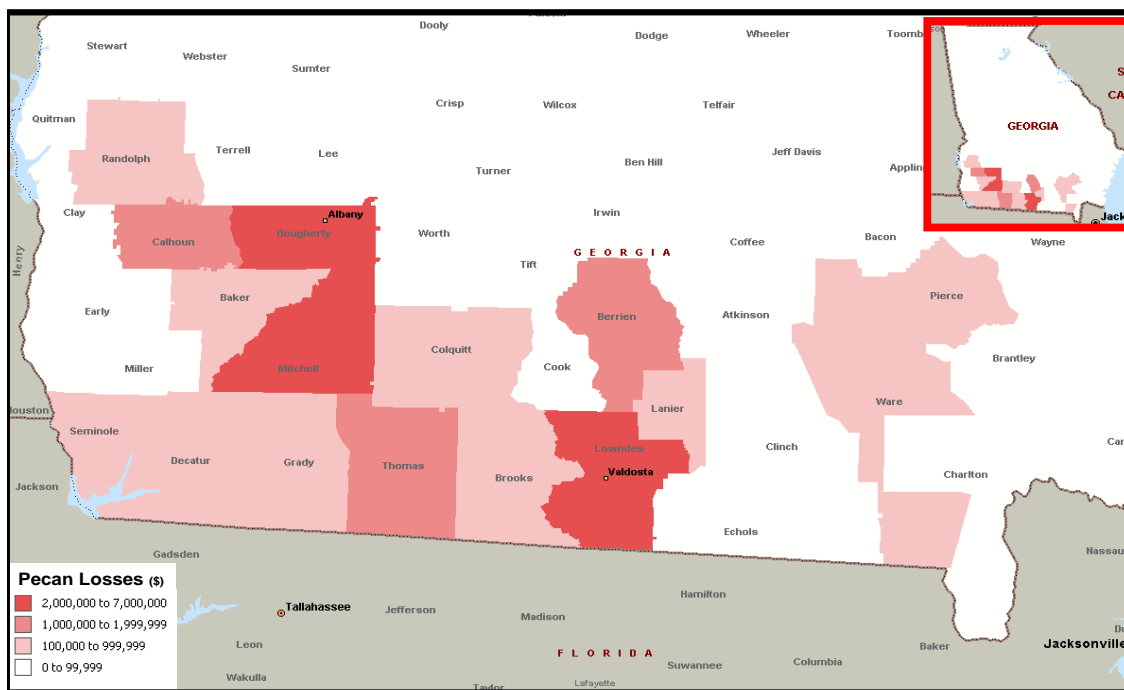 Dooly
Stewart
Webster
Sumter
Dodge
Wheeler
Crisp
Wilcox
Telfair
Quitman
Randolph
Terrell
Lee
Turner
Ben Hill
Jeff Davis
GEORGIA
Clay
Albany
Calhoun
Dougherty
Worth
Irwin
Coffee
Bacon
Wayne
Henry
GEORGIA
Tift
Baker
Pierce
Early
Berrien
Atkinson
Colquitt
Brantley
Miller
Mitchell
Cook
Ware
Lanier
Houston
Seminole
Lowndes
Clinch
Decatur
Grady
Thomas
Brooks
Valdosta
Charlton
Jackson
Echols
Gadsden
Pecan Losses ($)
2,000,000 to 7,000,000
1,000,000 to 1,999,999
100,000 to 999,999
0 to 99,999
Tallahassee
Jefferson
Madison
Hamilton
Leon
FLORIDA
Suwannee
Columbia
Baker
Jacksonville
Wakulla
Taylor
Lafayette